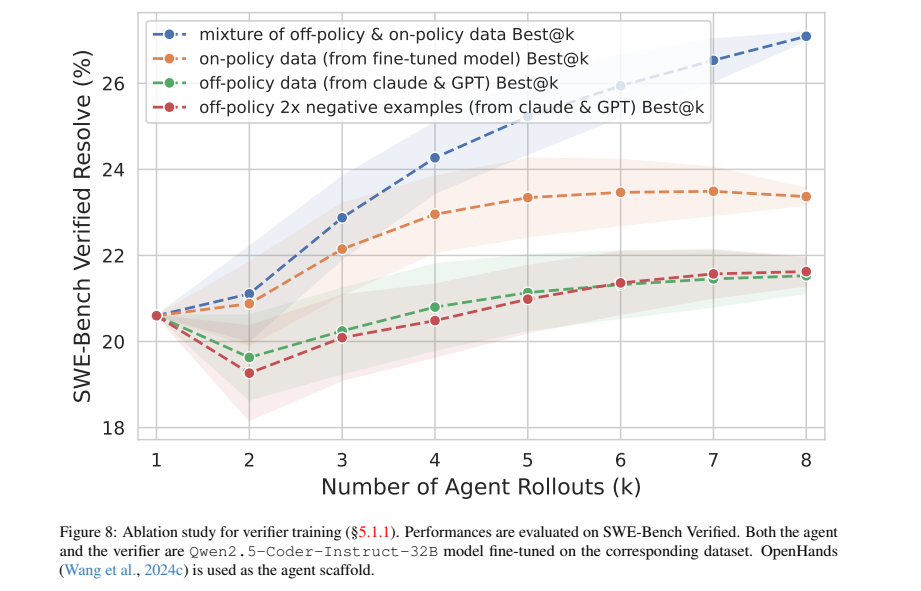 mixture of off-policy & on-policy data Best@k
on-policy data (from fine-tuned model) Best@k
off-policy data (from claude & GPT) Best@k
off-policy 2x negative examples (from claude & GPT) Best@k
SWE-Bench Verified Resolve (%)
26
24
22
20
18
1 2 3 4 5 6 7 8
Number of Agent Rollouts (k)
Figure 8: Ablation study for verifier training (§5.1.1). Performances are evaluated on SWE-Bench Verified. Both the agent
and the verifier are Qwen2.5-Coder-Instruct-32B model fine-tuned on the corresponding dataset. OpenHands
(Wang et al., 2024c) is used as the agent scaffold.